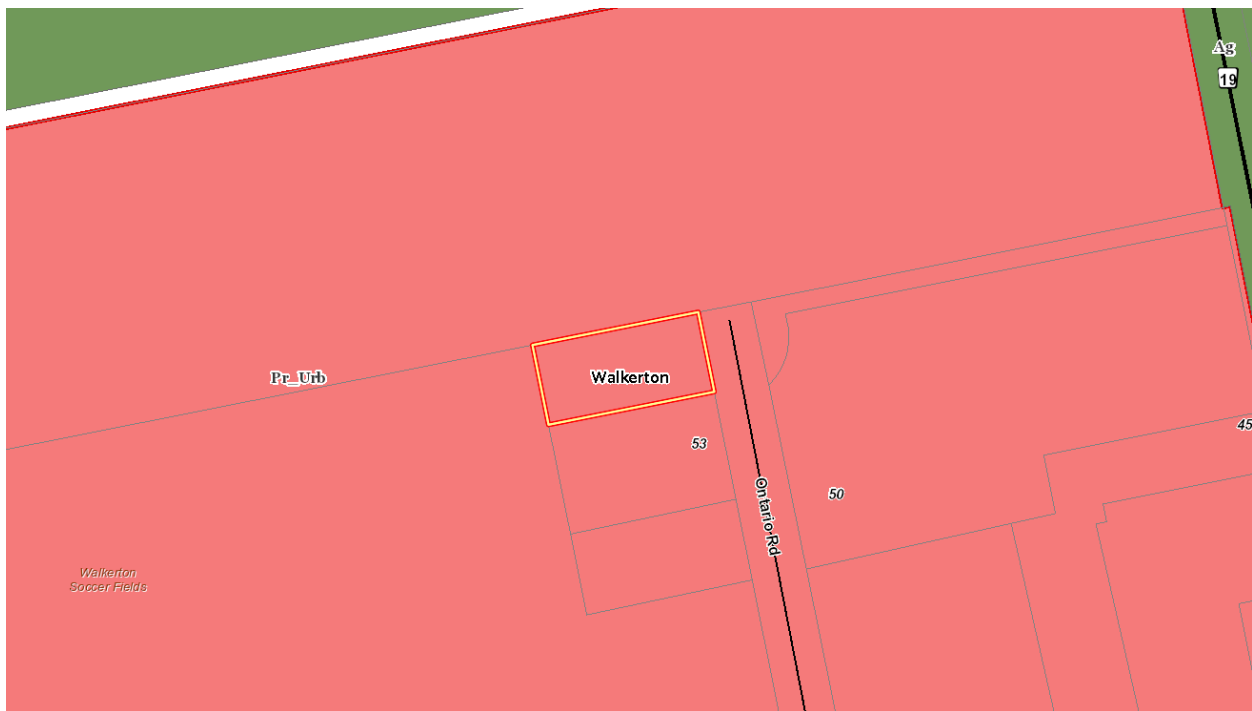 Ag
19
Pr_Urb
Walkerton
45
53
50
Ontario Rd
Walkerton
Soccer Fields